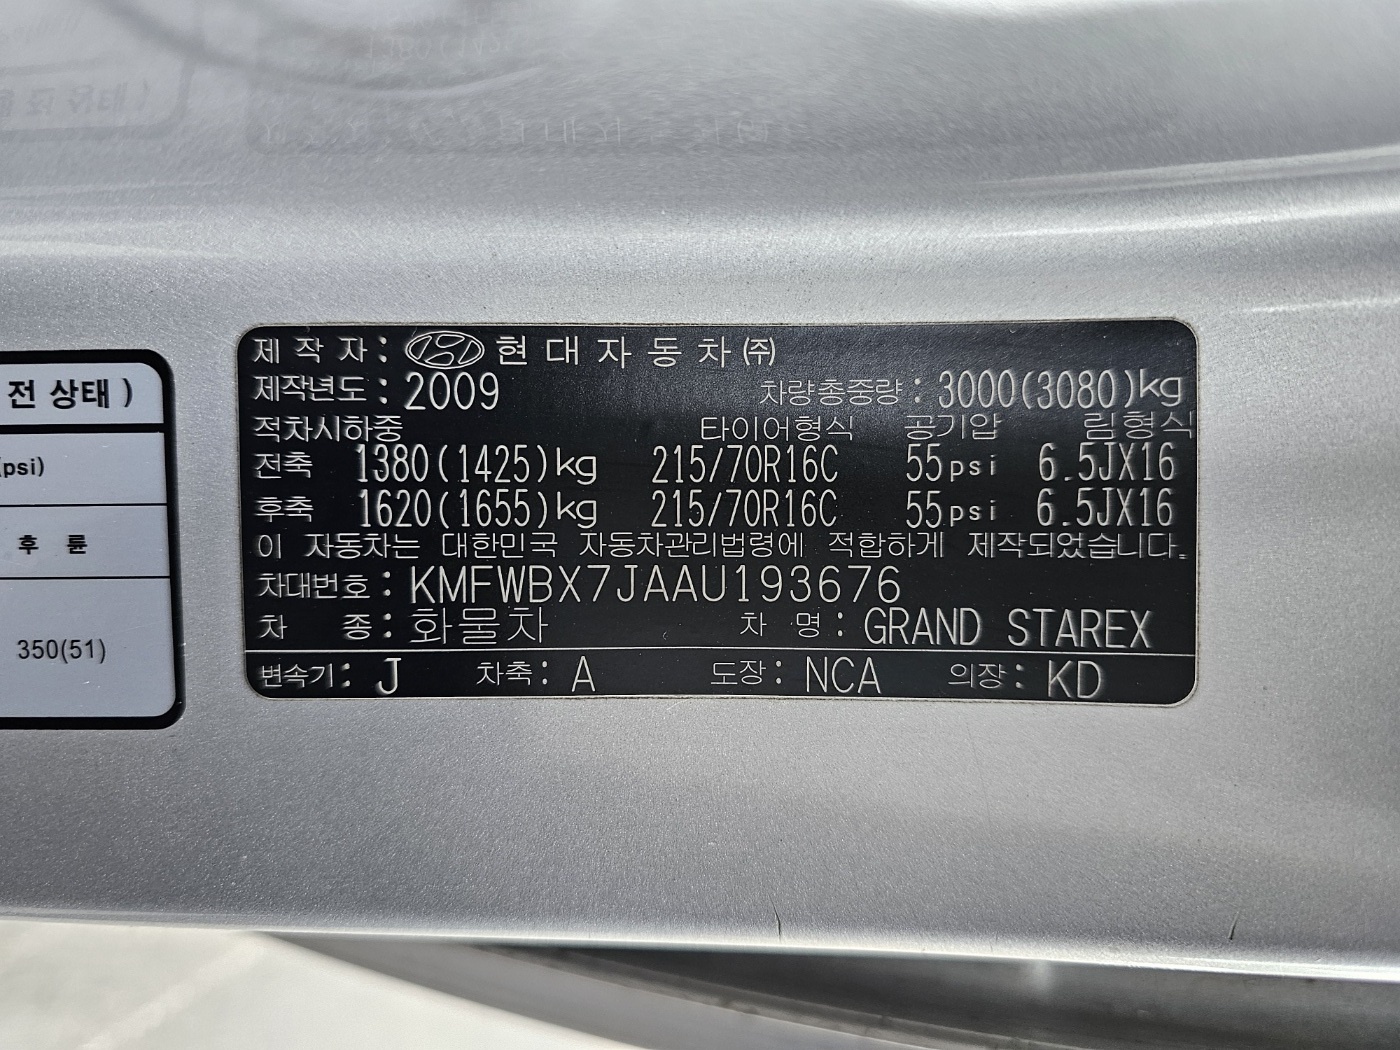 전 상태 )
(psi)
후 륜
350(51)
제 작 자 : 현 대 자 동 차 ㈜
제작년도 : 2009 차량총중량 : 3000(3080)kg
적차시하중 타이어형식 공기압 림형식
전축 1380(1425)kg 215/70R16C 55psi 6.5JX16
후축 1620(1655)kg 215/70R16C 55psi 6.5JX16
이 자동차는 대한민국 자동차관리법령에 적합하게 제작되었습니다.
차대번호 : KMFWBX7JAAU193676
차 종 : 화물차 차 명 : GRAND STAREX
변속기 : J 차축 : A 도장 : NCA 의장 : KD